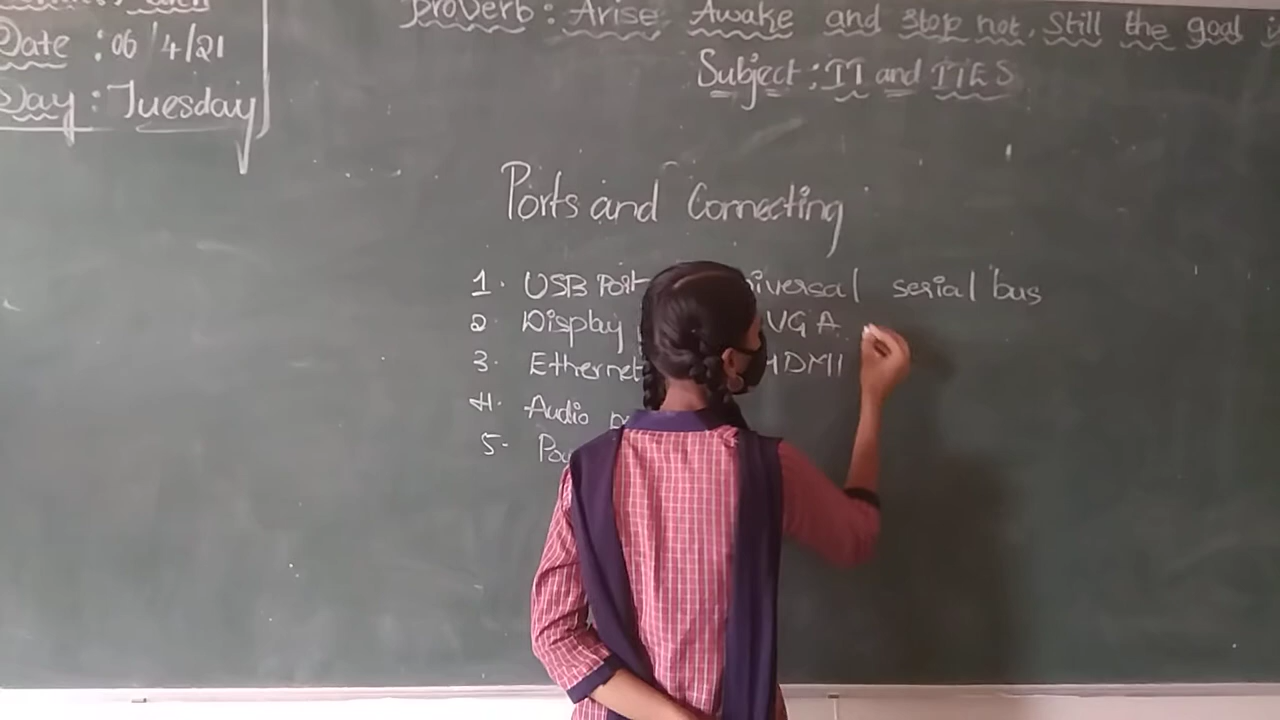 Date : 06/4/21
Day : Tuesday
Proverb : Arise, Awake and stop not, Still the goal
Subject : IT and ITES
Ports and Connecting
1. USB Port serial bus
2. Display VGA
3. Ethernet HDMI
4. Audio
5.